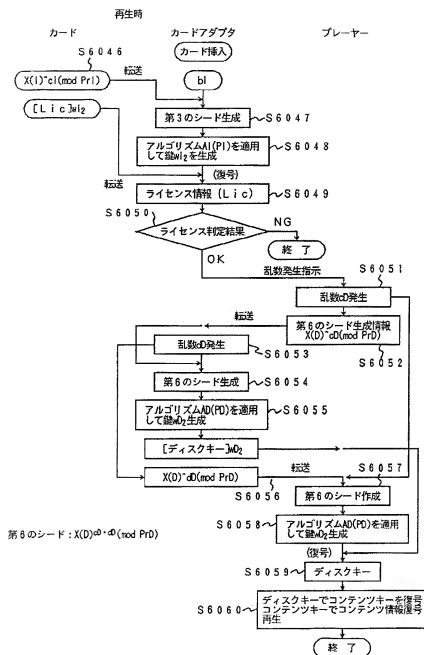 再生時
カード
カードアダプタ
プレーヤー
S6046
カード挿入
X(I)^cI(mod PrI)
転送
bI
[Lic]wI₂
第3のシード生成
S6047
アルゴリズムAI(PI)を適用
して鍵wI₂を生成
S6048
転送
(復号)
ライセンス情報(Lic)
S6049
S6050
ライセンス判定結果
NG
終了
OK
乱数発生指示
S6051
乱数cD発生
転送
第6のシード生成情報
X(D)^cD(mod PrD)
S6052
乱数dD発生
S6053
第6のシード生成
S6054
アルゴリズムAD(PD)を適用
して鍵wD₂生成
S6055
[ディスクキー]wD₂
S6057
X(D)^dD(mod PrD)
転送
S6056
第6のシード作成
第6のシード:X(D)^cD・dD(mod PrD)
S6058
アルゴリズムAD(PD)を適用
して鍵wD₂生成
(復号)
S6059
ディスクキー
S6060
ディスクキーでコンテンツキーを復号
コンテンツキーでコンテンツ情報復号
再生
終了